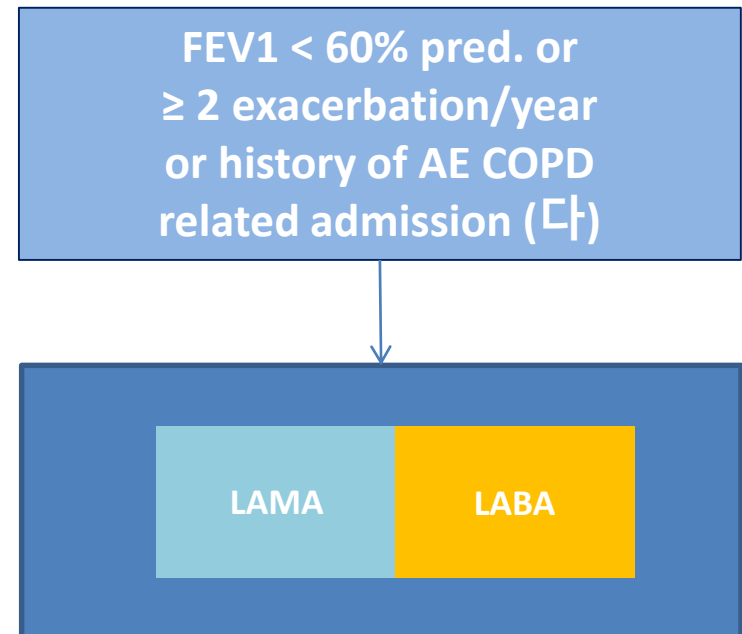 FEV1 < 60% pred. or
≥ 2 exacerbation/year
or history of AE COPD
related admission (다)
LAMA
LABA